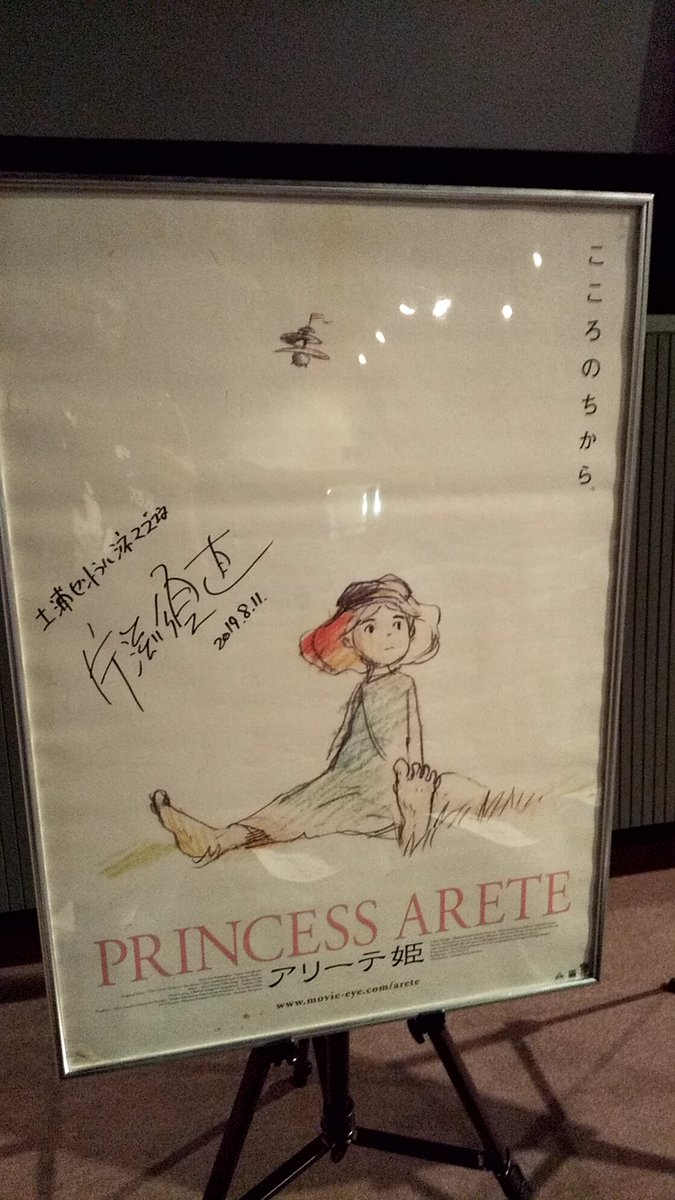 こころのちから。
土浦セントラルシネマズさま
片渕須直
2019.8.11.
PRINCESS ARETE
アリーテ姫
www.movie-eye.com/arete